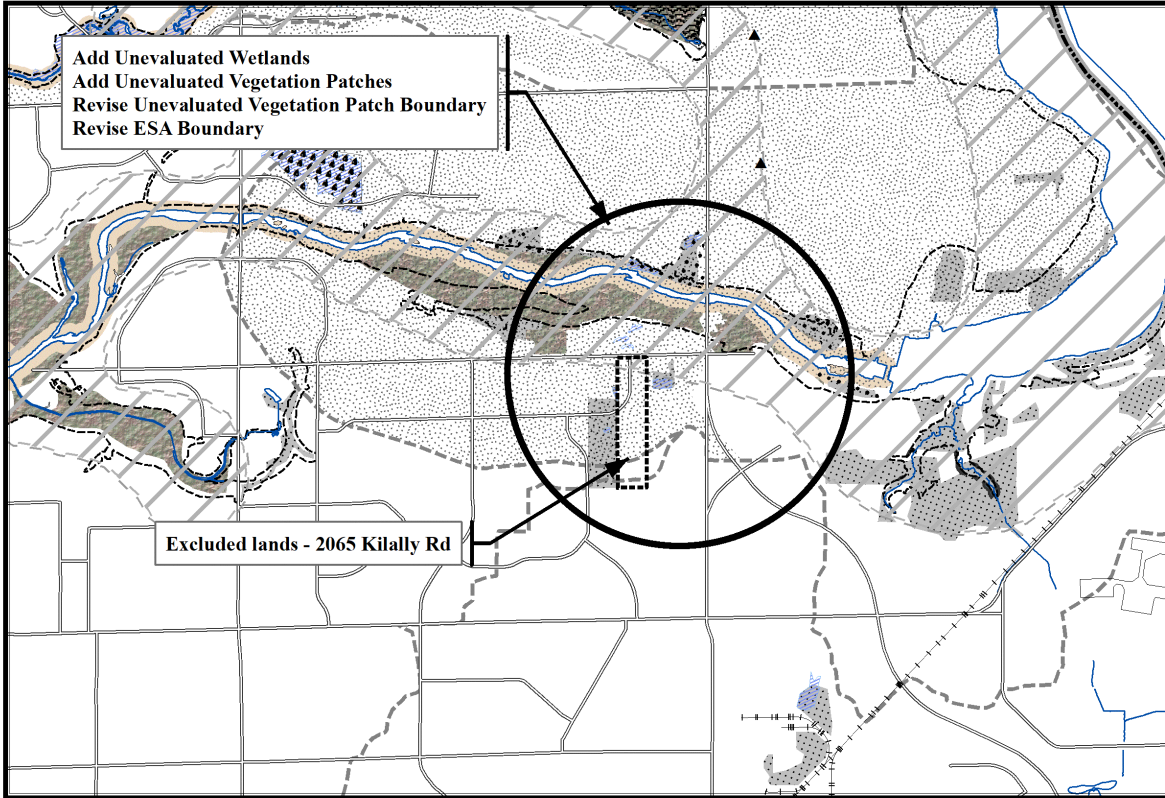 Add Unevaluated Wetlands
Add Unevaluated Vegetation Patches
Revise Unevaluated Vegetation Patch Boundary
Revise ESA Boundary
Excluded lands - 2065 Kilally Rd